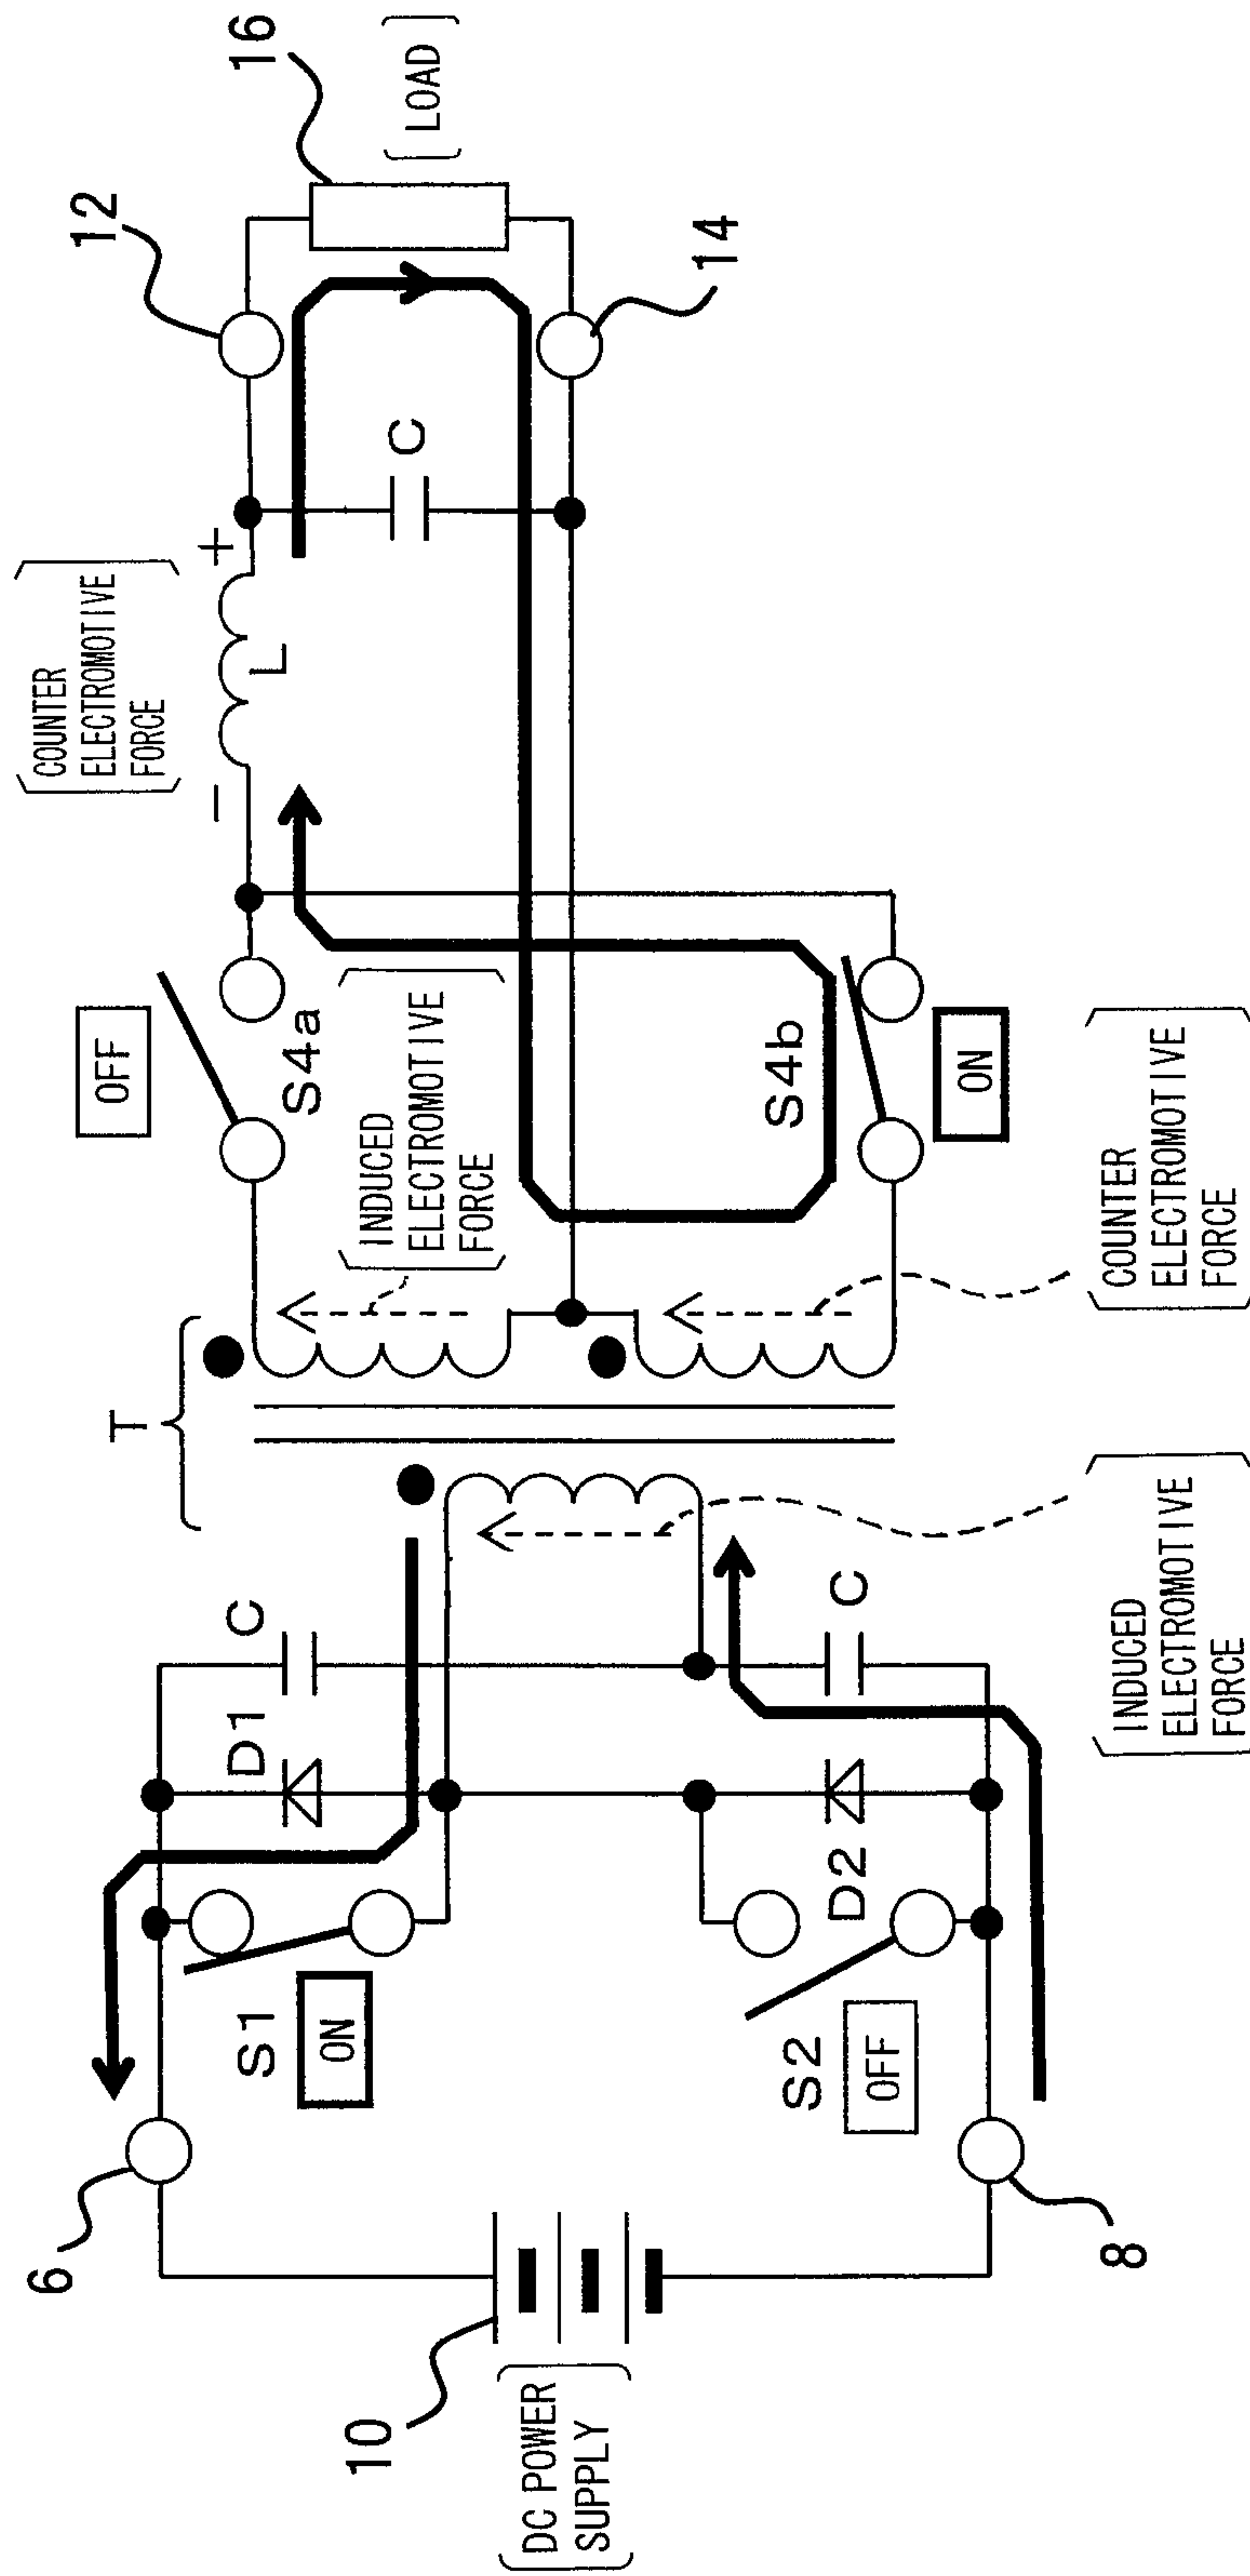 T
OFF
S4a
[INDUCED
ELECTROMOTIVE
FORCE]
[COUNTER
ELECTROMOTIVE
FORCE]
−
+
L
12
16
[LOAD]
C
14
6
10
[DC POWER
SUPPLY]
S1
ON
D1
C
S2
OFF
D2
C
8
[INDUCED
ELECTROMOTIVE
FORCE]
S4b
ON
[COUNTER
ELECTROMOTIVE
FORCE]